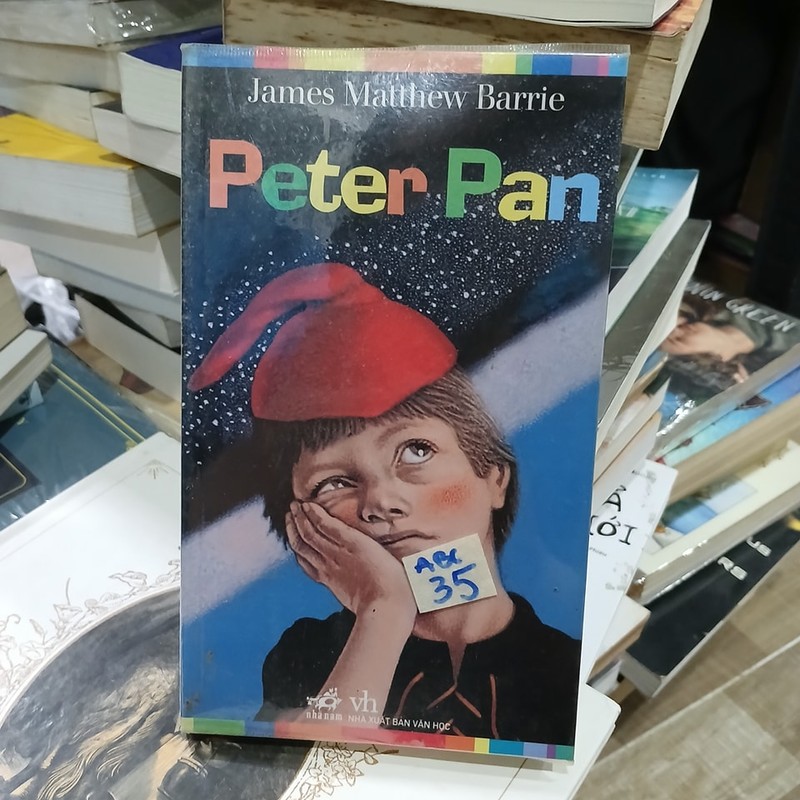 James Matthew Barrie
Peter Pan
ABC
35
nhã nam
vh
NHÀ XUẤT BẢN VĂN HỌC
GREEN